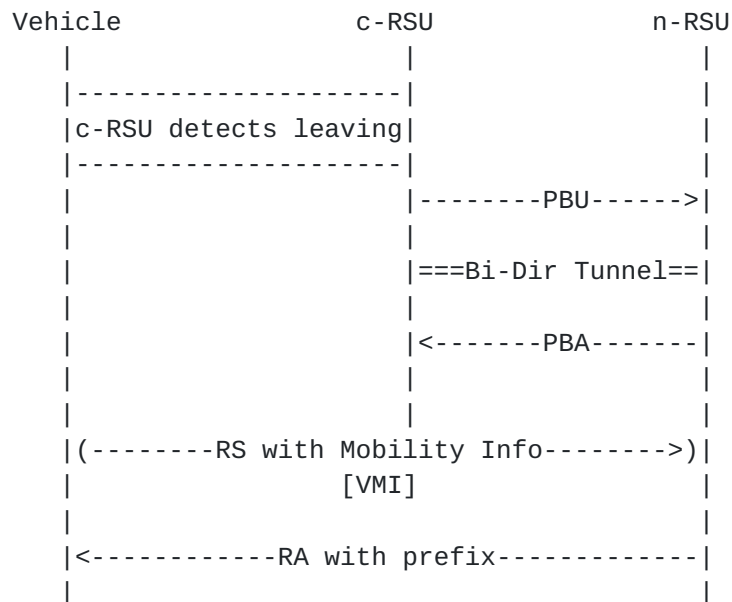 Vehicle c-RSU n-RSU
c-RSU detects leaving
PBU
Bi-Dir Tunnel
PBA
RS with Mobility Info
[VMI]
RA with prefix